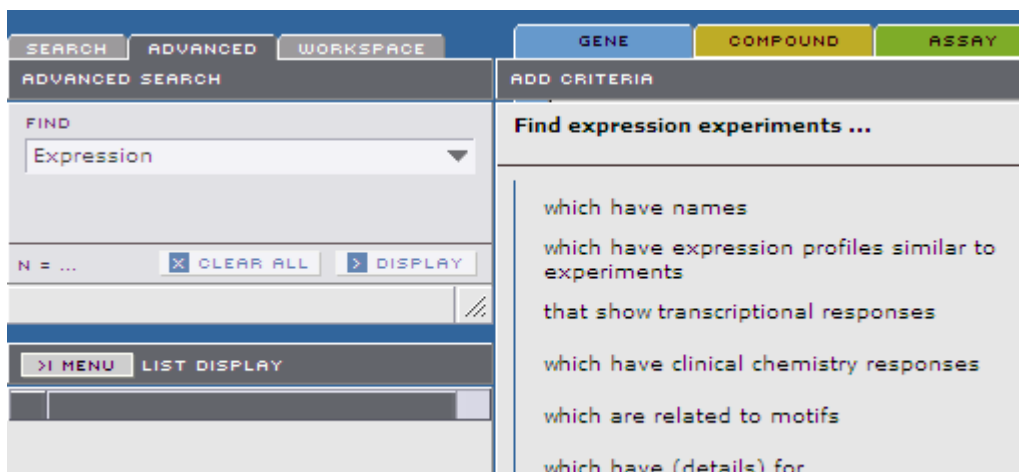 SEARCH ADVANCED WORKSPACE
ADVANCED SEARCH
FIND
Expression
N = ...
X CLEAR ALL > DISPLAY
>I MENU LIST DISPLAY
GENE COMPOUND ASSAY
ADD CRITERIA
Find expression experiments ...
which have names
which have expression profiles similar to
experiments
that show transcriptional responses
which have clinical chemistry responses
which are related to motifs
which have (details) for